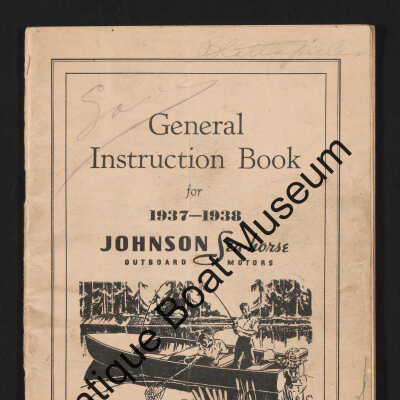 General
Instruction Book
for
1937—1938
JOHNSON Sea-Horse
OUTBOARD MOTORS
Antique Boat Museum